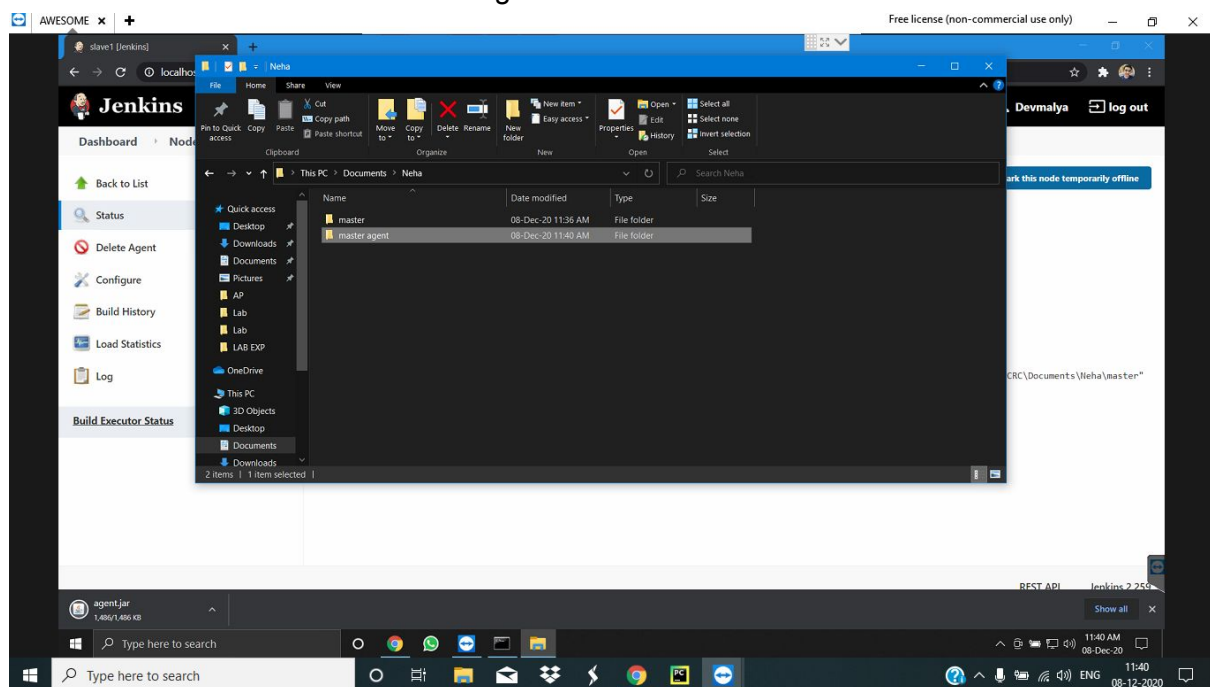 AWESOME × +
Free license (non-commercial use only)
slave1 [Jenkins] × +
localho
Neha
File Home Share View
Jenkins
Devmalya log out
Pin to Quick access
Copy
Paste
Cut
Copy path
Paste shortcut
Move to
Copy to
Delete
Rename
New folder
New item
Easy access
Properties
Open
Edit
History
Select all
Select none
Invert selection
Clipboard Organize New Open Select
Dashboard Node
This PC > Documents > Neha
Search Neha
ark this node temporarily offline
Name Date modified Type Size
master 08-Dec-20 11:36 AM File folder
master agent 08-Dec-20 11:40 AM File folder
Quick access
Desktop
Downloads
Documents
Pictures
AP
Lab
Lab
LAB EXP
OneDrive
This PC
3D Objects
Desktop
Documents
Downloads
2 items | 1 item selected |
Back to List
Status
Delete Agent
Configure
Build History
Load Statistics
Log
Build Executor Status
CRC\Documents\Neha\master"
REST API Jenkins 2.259
agent.jar
1,486/1,486 KB
Show all ×
Type here to search
11:40 AM
08-Dec-20
Type here to search
ENG
11:40
08-12-2020